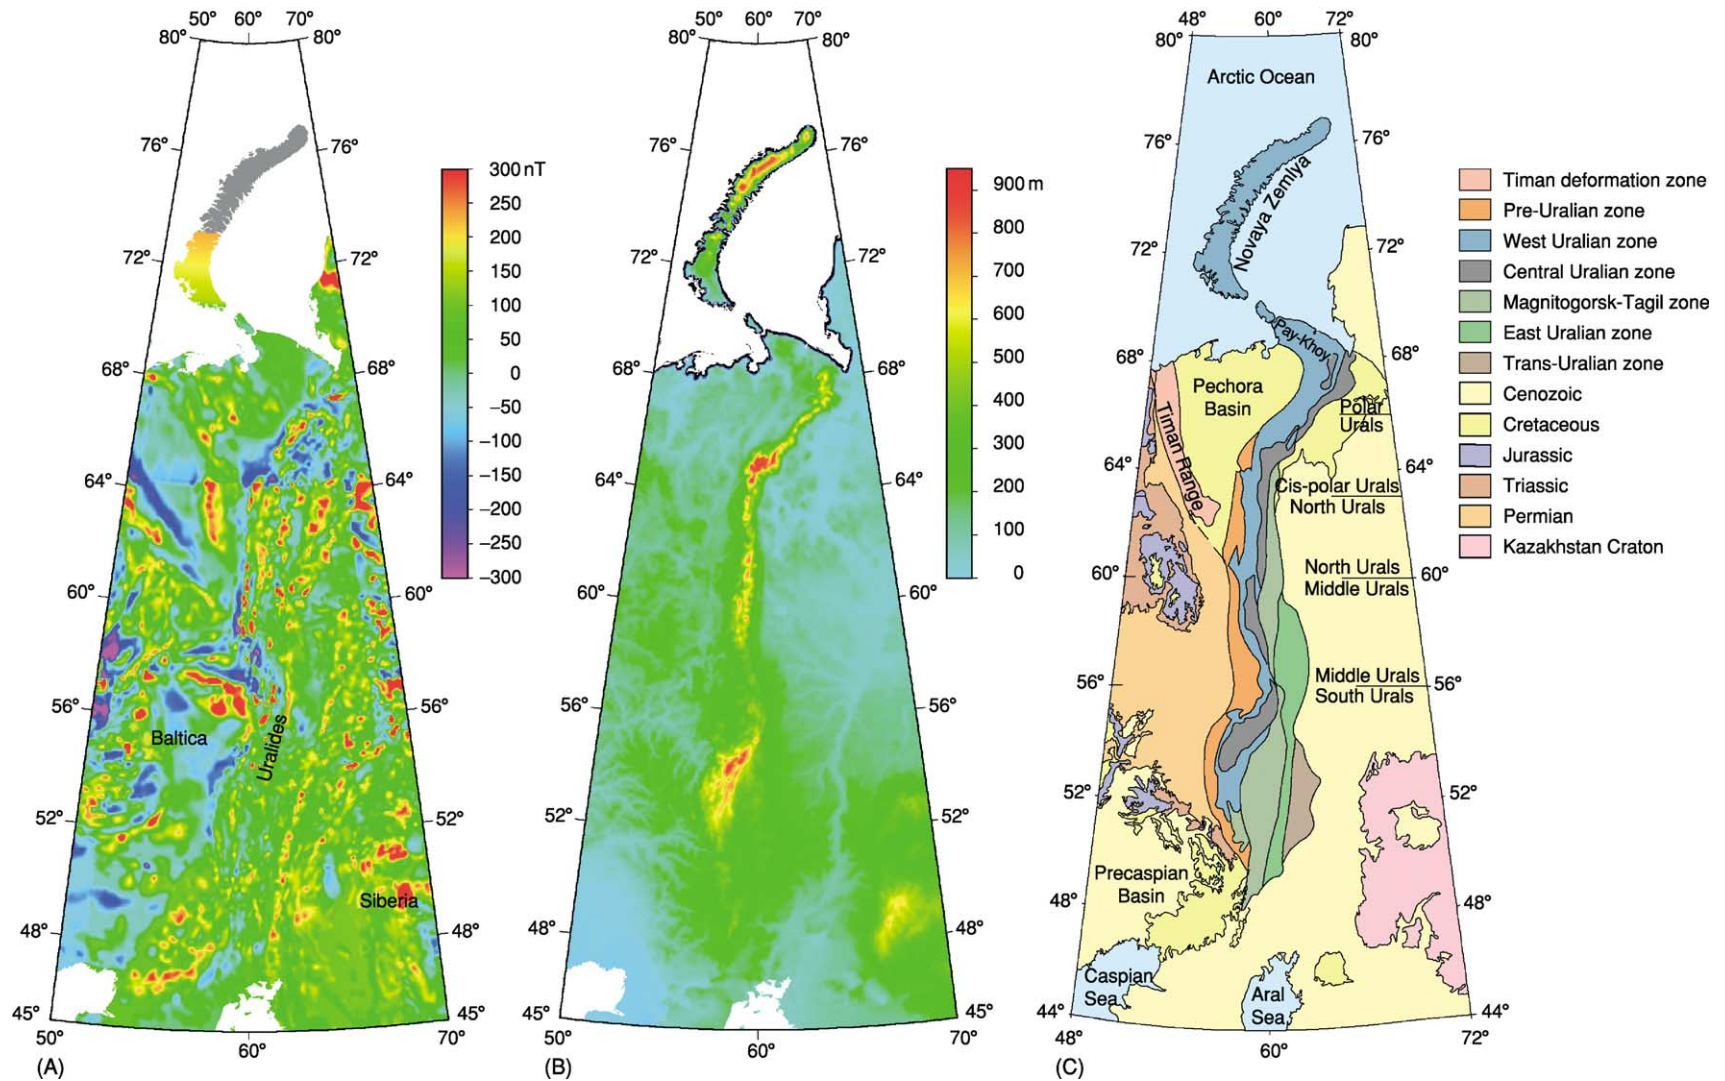 50° 60° 70°
80° 80°
76° 76°
72° 72°
68° 68°
64° 64°
60° 60°
56° 56°
52° 52°
48° 48°
45° 45°
50° 60° 70°
Baltica
Uralides
Siberia
(A)
300 nT
250
200
150
100
50
0
−50
−100
−150
−200
−250
−300
50° 60° 70°
80° 80°
76° 76°
72° 72°
68° 68°
64° 64°
60° 60°
56° 56°
52° 52°
48° 48°
45° 45°
50° 60° 70°
(B)
900 m
800
700
600
500
400
300
200
100
0
48° 60° 72°
80° 80°
76° 76°
72° 72°
68° 68°
64° 64°
60° 60°
56° 56°
52° 52°
48° 48°
44° 44°
48° 60° 72°
Arctic Ocean
Novaya Zemlya
Pay-Khoy
Pechora
Basin
Timan Range
Polar
Urals
Cis-polar Urals
North Urals
North Urals
Middle Urals
Middle Urals
South Urals
Precaspian
Basin
Caspian
Sea
Aral
Sea
(C)
Timan deformation zone
Pre-Uralian zone
West Uralian zone
Central Uralian zone
Magnitogorsk-Tagil zone
East Uralian zone
Trans-Uralian zone
Cenozoic
Cretaceous
Jurassic
Triassic
Permian
Kazakhstan Craton